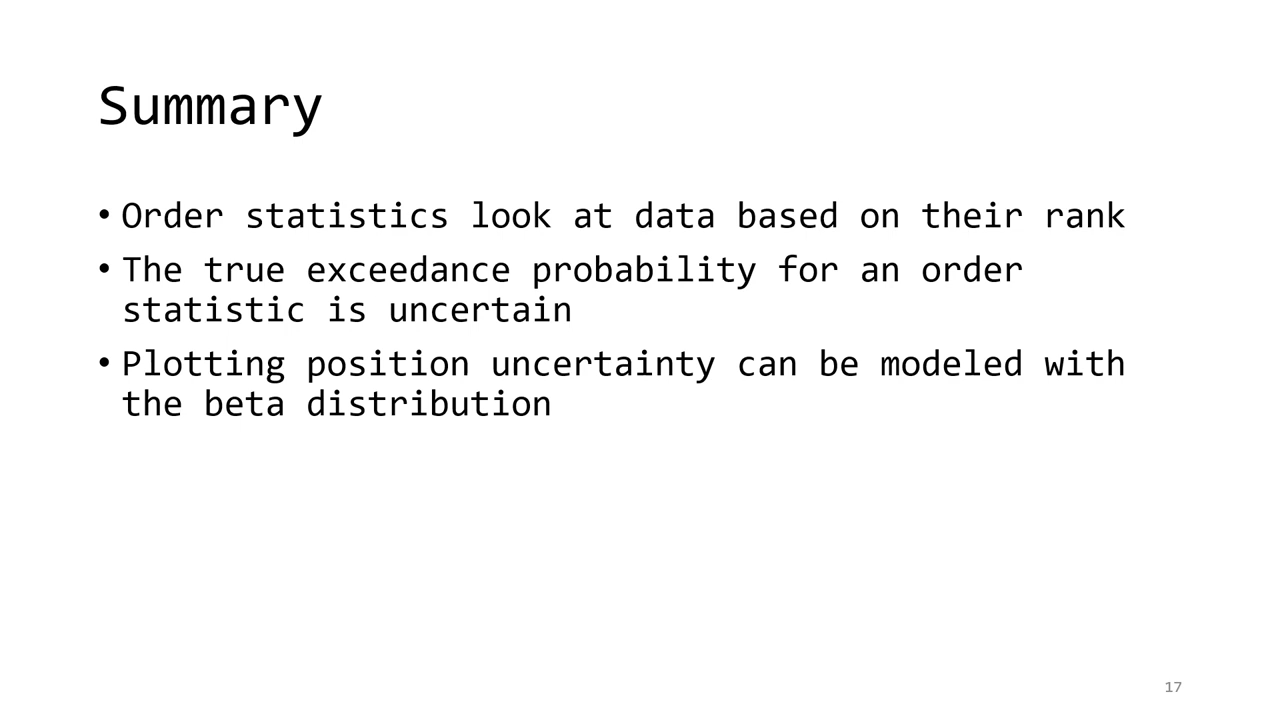 Summary
• Order statistics look at data based on their rank
• The true exceedance probability for an order
statistic is uncertain
• Plotting position uncertainty can be modeled with
the beta distribution
17